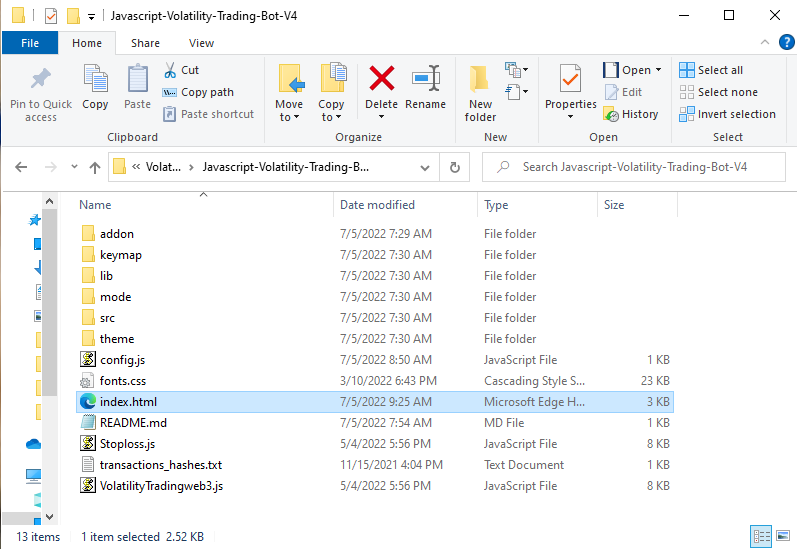 Javascript-Volatility-Trading-Bot-V4
File Home Share View
Pin to Quick access
Copy
Paste
Cut
Copy path
Paste shortcut
Clipboard
Move to
Copy to
Delete
Rename
Organize
New folder
New
Properties
Open
Edit
History
Open
Select all
Select none
Invert selection
Select
« Volat... › Javascript-Volatility-Trading-B...
Search Javascript-Volatility-Trading-Bot-V4
Name Date modified Type Size
addon 7/5/2022 7:29 AM File folder
keymap 7/5/2022 7:30 AM File folder
lib 7/5/2022 7:30 AM File folder
mode 7/5/2022 7:30 AM File folder
src 7/5/2022 7:30 AM File folder
theme 7/5/2022 7:30 AM File folder
config.js 7/5/2022 8:50 AM JavaScript File 1 KB
fonts.css 3/10/2022 6:43 PM Cascading Style S... 23 KB
index.html 7/5/2022 9:25 AM Microsoft Edge H... 3 KB
README.md 7/5/2022 7:54 AM MD File 1 KB
Stoploss.js 5/4/2022 5:56 PM JavaScript File 8 KB
transactions_hashes.txt 11/15/2021 4:04 PM Text Document 1 KB
VolatilityTradingweb3.js 5/4/2022 5:56 PM JavaScript File 8 KB
13 items 1 item selected 2.52 KB